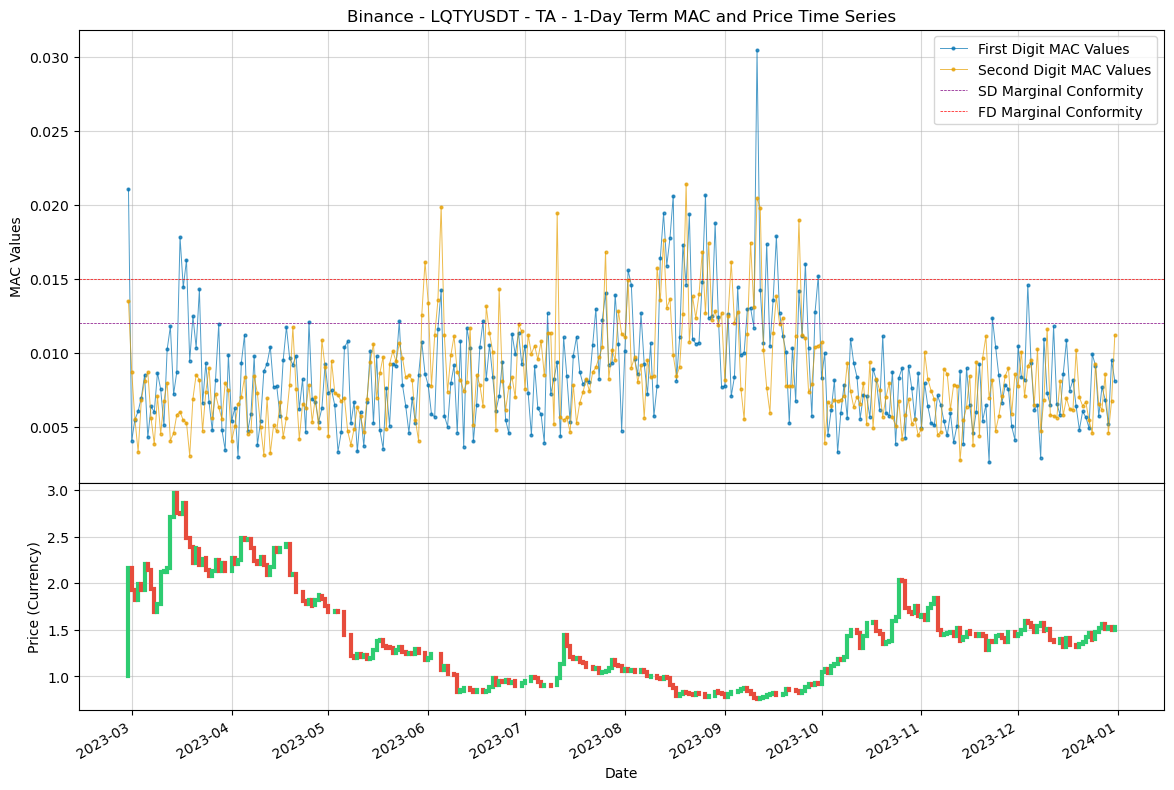 Binance - LQTYUSDT - TA - 1-Day Term MAC and Price Time Series
First Digit MAC Values
Second Digit MAC Values
SD Marginal Conformity
FD Marginal Conformity
MAC Values
0.030
0.025
0.020
0.015
0.010
0.005
Price (Currency)
3.0
2.5
2.0
1.5
1.0
2023-03
2023-04
2023-05
2023-06
2023-07
2023-08
2023-09
2023-10
2023-11
2023-12
2024-01
Date